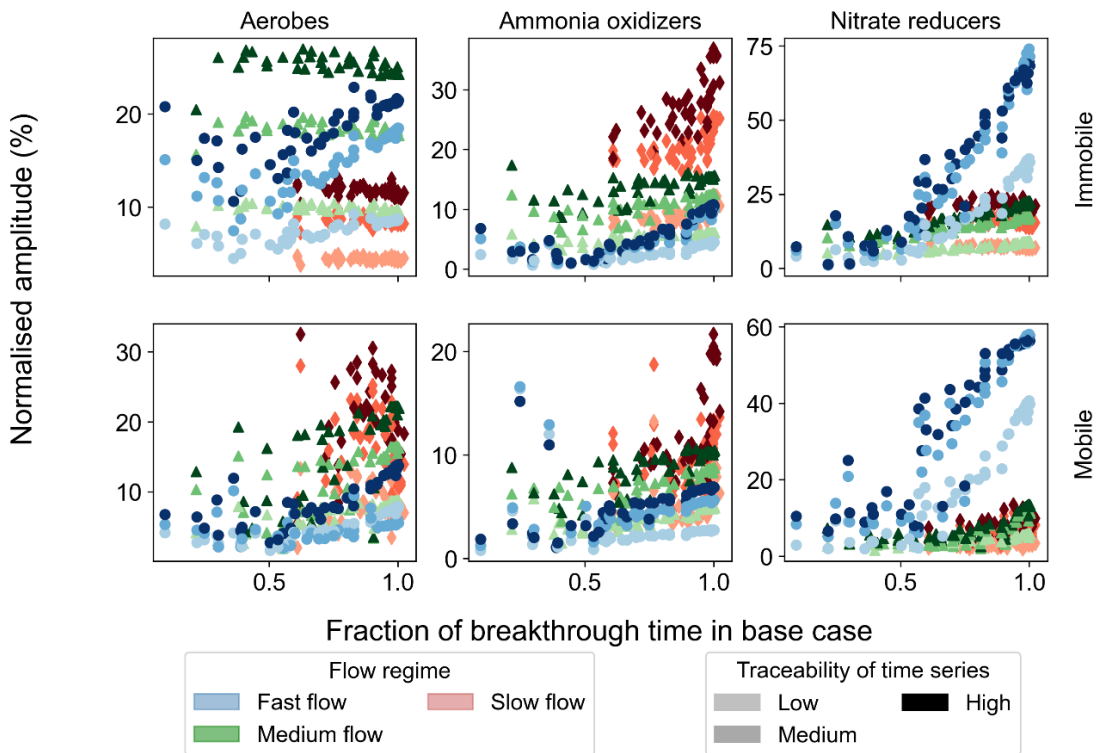 Aerobes Ammonia oxidizers Nitrate reducers
20
10
30
20
10
0
75
50
25
0
Immobile
Normalised amplitude (%)
30
20
10
20
10
0
60
40
20
0
Mobile
0.5 1.0 0.5 1.0 0.5 1.0
Fraction of breakthrough time in base case
Flow regime
Fast flow Slow flow
Medium flow
Traceability of time series
Low High
Medium